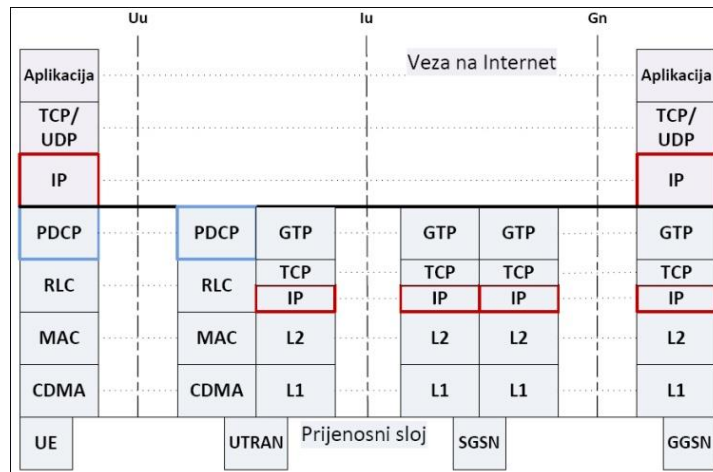 Uu Iu Gn
Aplikacija Veza na Internet Aplikacija
TCP/ TCP/
UDP UDP
IP IP
PDCP PDCP GTP GTP GTP GTP
RLC RLC TCP TCP TCP TCP
IP IP IP IP
MAC MAC L2 L2 L2 L2
CDMA CDMA L1 L1 L1 L1
UE UTRAN Prijenosni sloj SGSN GGSN